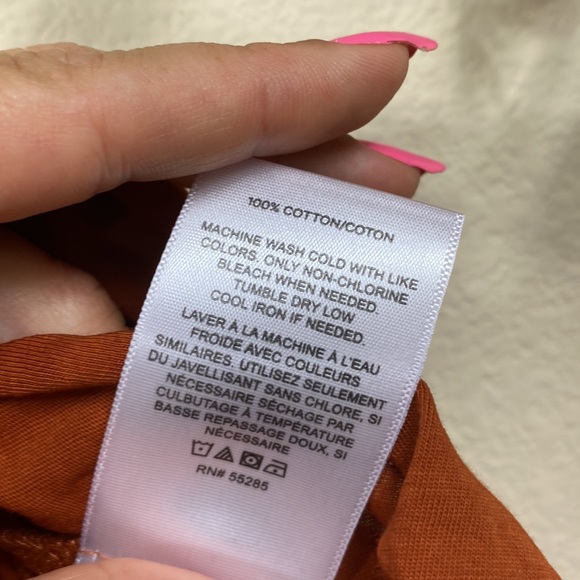 100% COTTON/COTON
MACHINE WASH COLD WITH LIKE
COLORS. ONLY NON-CHLORINE
BLEACH WHEN NEEDED.
TUMBLE DRY LOW
COOL IRON IF NEEDED.
LAVER À LA MACHINE À L'EAU
FROIDE AVEC COULEURS
SIMILAIRES. UTILISEZ SEULEMENT
DU JAVELLISANT SANS CHLORE, SI
NÉCESSAIRE SÉCHAGE PAR
CULBUTAGE À TEMPÉRATURE
BASSE REPASSAGE DOUX, SI
NÉCESSAIRE
RN# 55285